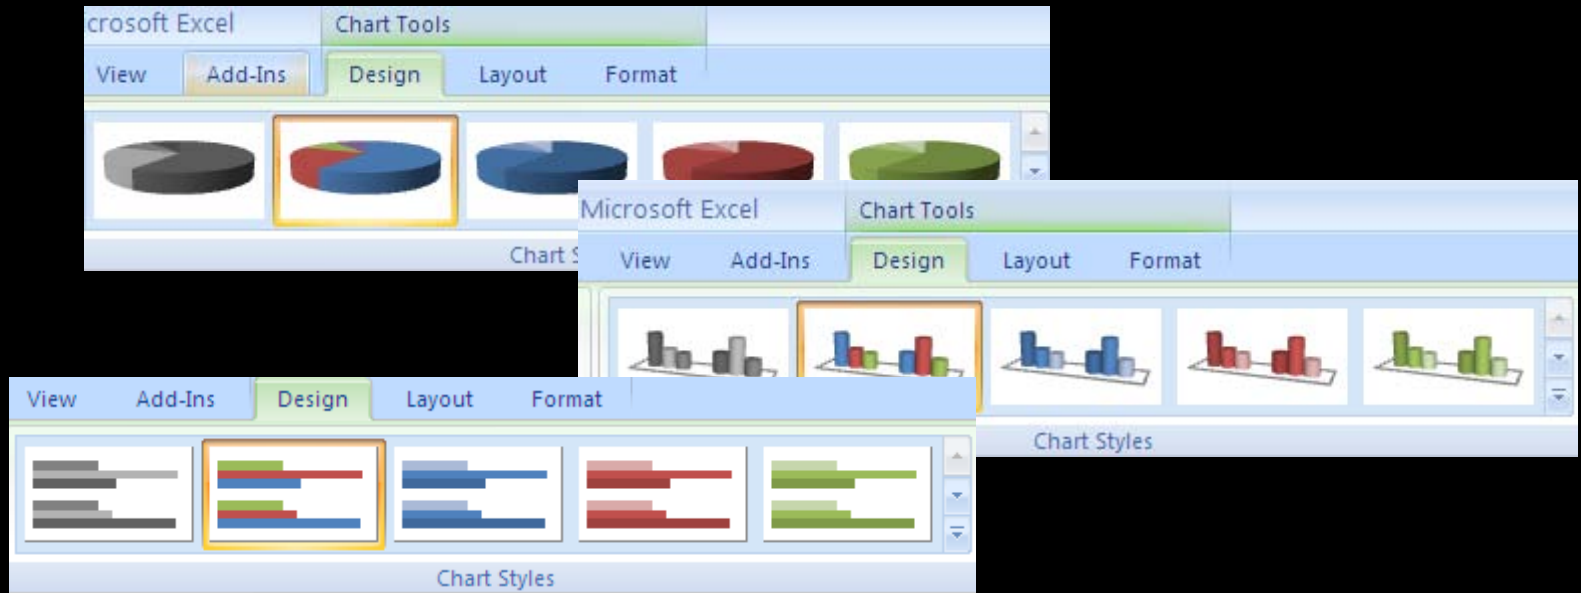 crosoft Excel Chart Tools
View Add-Ins Design Layout Format
Chart S
Microsoft Excel Chart Tools
View Add-Ins Design Layout Format
Chart Styles
View Add-Ins Design Layout Format
Chart Styles